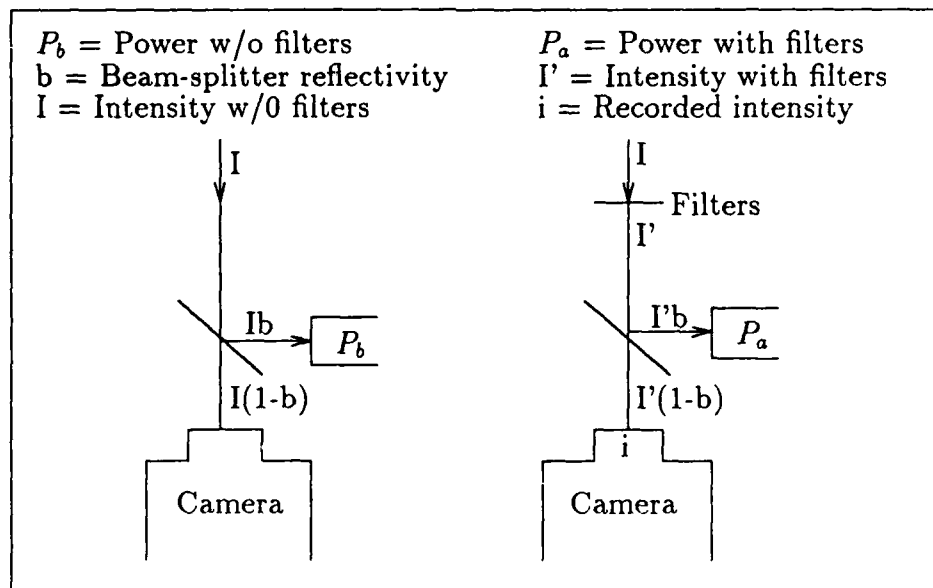 P_b = Power w/o filters
b = Beam-splitter reflectivity
I = Intensity w/0 filters
P_a = Power with filters
I' = Intensity with filters
i = Recorded intensity
I
Ib
P_b
I(1-b)
Camera
I
Filters
I'
I'b
P_a
I'(1-b)
i
Camera